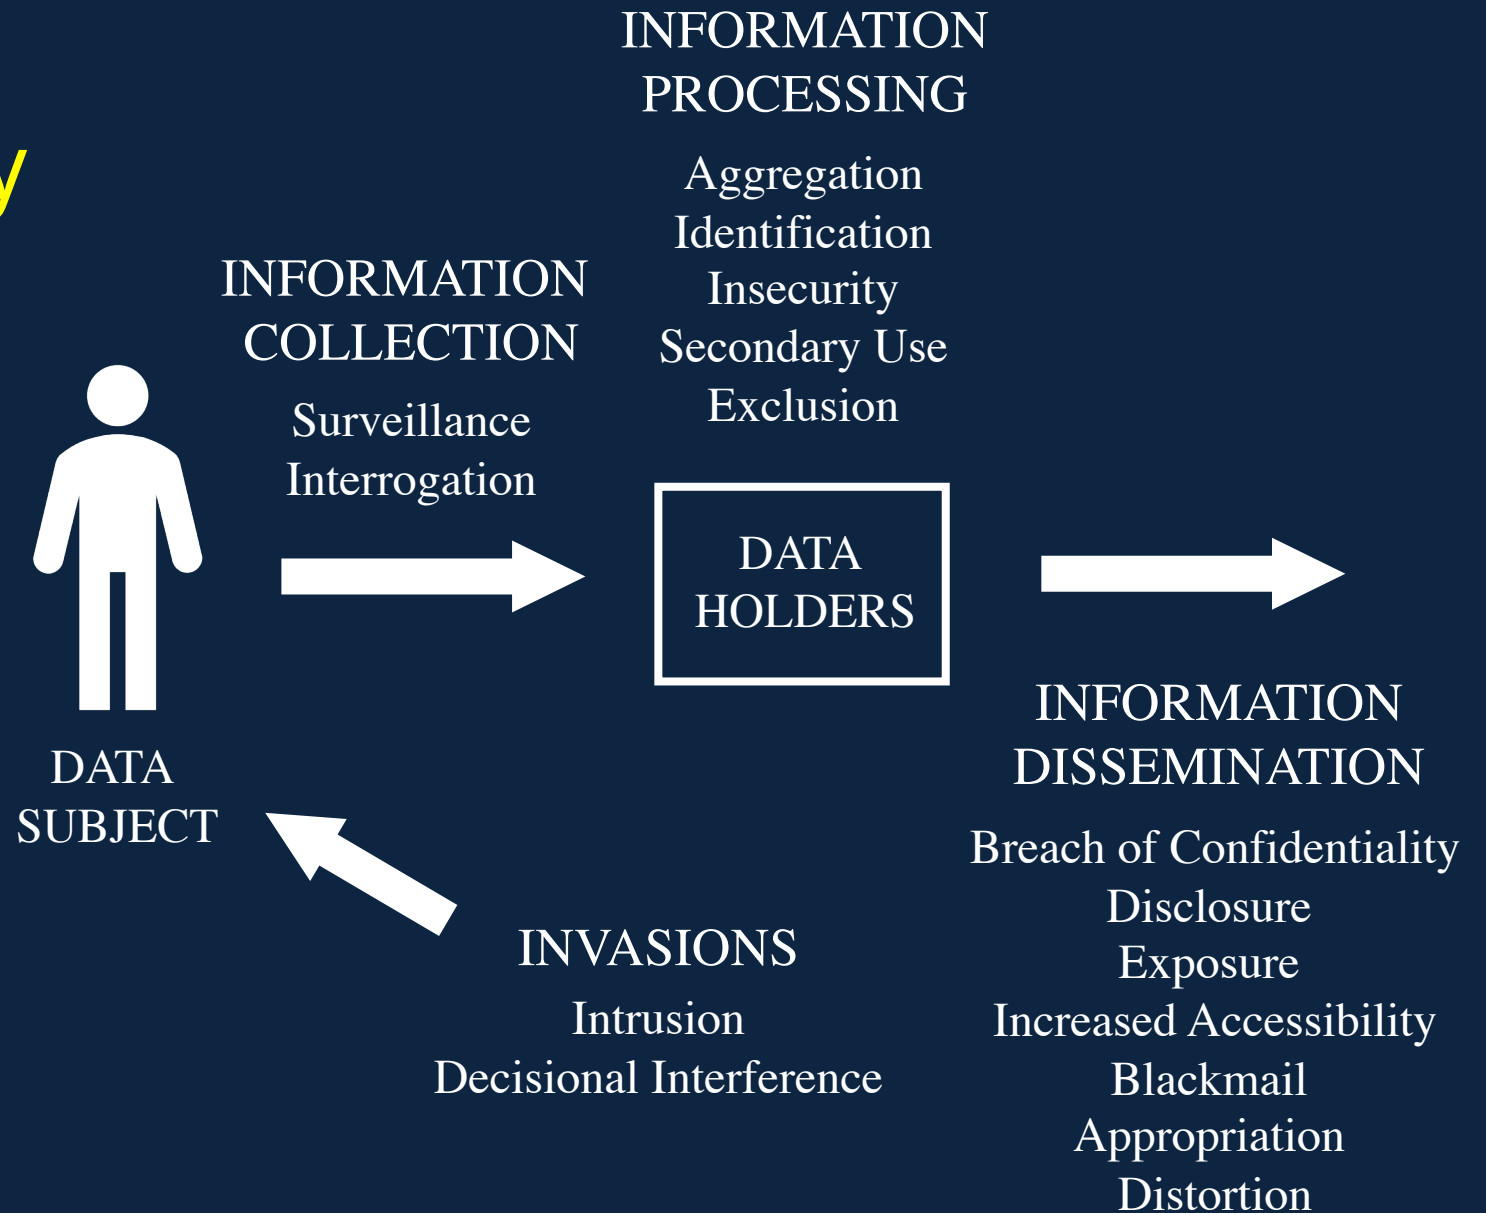 y
INFORMATION
PROCESSING
Aggregation
Identification
Insecurity
Secondary Use
Exclusion
INFORMATION
COLLECTION
Surveillance
Interrogation
DATA
HOLDERS
DATA
SUBJECT
INFORMATION
DISSEMINATION
Breach of Confidentiality
Disclosure
Exposure
Increased Accessibility
Blackmail
Appropriation
Distortion
INVASIONS
Intrusion
Decisional Interference